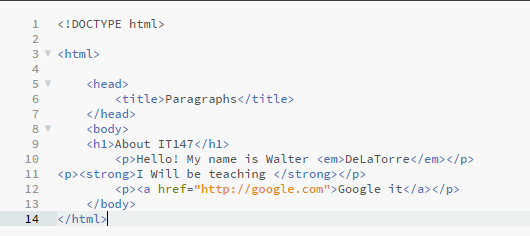 1 <!DOCTYPE html>
2
3 <html>
4
5 <head>
6 <title>Paragraphs</title>
7 </head>
8 <body>
9 <h1>About IT147</h1>
10 <p>Hello! My name is Walter <em>DeLaTorre</em></p>
11 <p><strong>I Will be teaching </strong></p>
12 <p><a href="http://google.com">Google it</a></p>
13 </body>
14 </html>